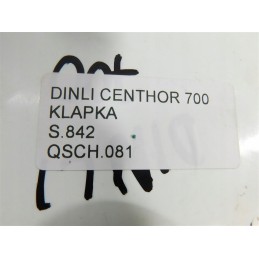 DINLI CENTHOR 700
KLAPKA
S.842
QSCH.081